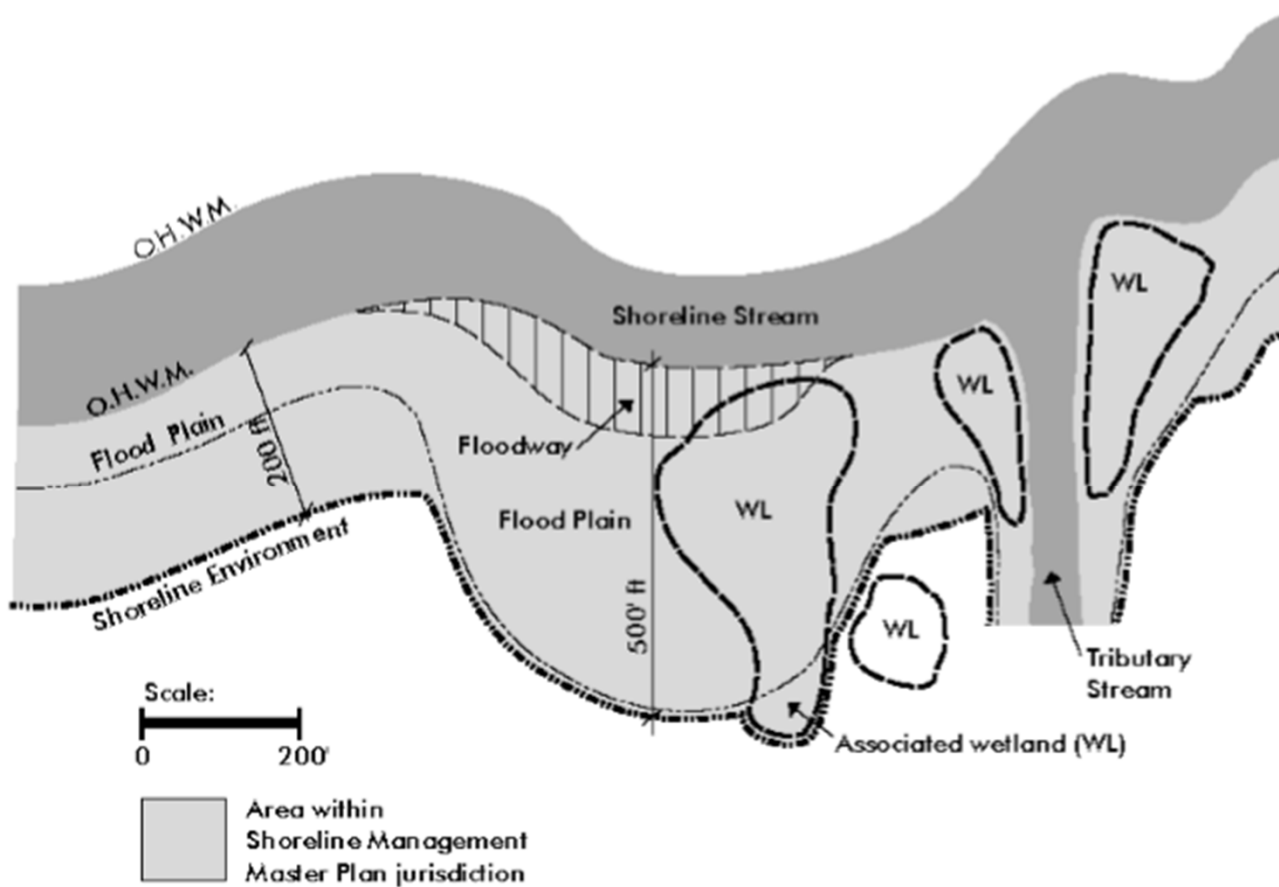 O.H.W.M.
Shoreline Stream
WL
O.H.W.M.
WL
Flood Plain
200 ft
Floodway
Flood Plain
WL
Shoreline Environment
500' ft
WL
Tributary
Stream
Scale:
0 200'
Associated wetland (WL)
Area within
Shoreline Management
Master Plan jurisdiction